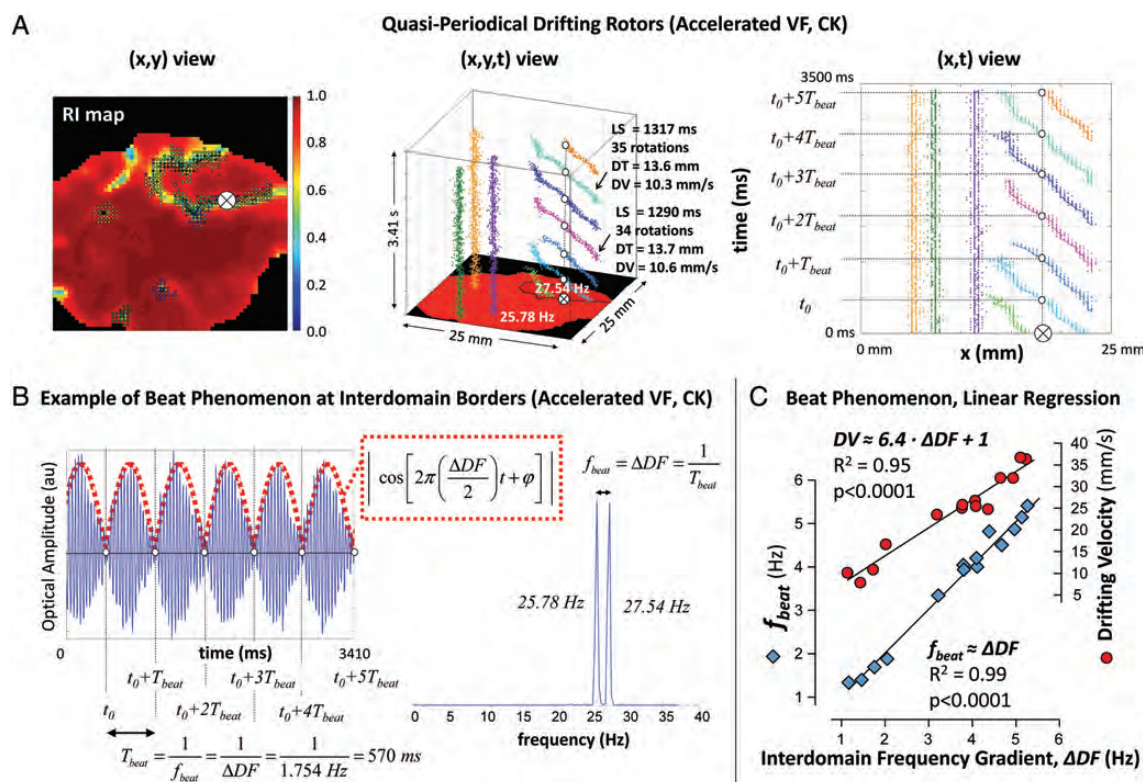 A
Quasi-Periodical Drifting Rotors (Accelerated VF, CK)
(x,y) view
RI map
1.0
0.8
0.6
0.4
0.2
0.0
(x,y,t) view
3.41 s
LS = 1317 ms
35 rotations
DT = 13.6 mm
DV = 10.3 mm/s
LS = 1290 ms
34 rotations
DT = 13.7 mm
DV = 10.6 mm/s
27.54 Hz
25.78 Hz
25 mm
25 mm
(x,t) view
3500 ms
t0+5Tbeat
t0+4Tbeat
t0+3Tbeat
t0+2Tbeat
t0+Tbeat
t0
0 ms
time (ms)
0 mm
x (mm)
25 mm
B Example of Beat Phenomenon at Interdomain Borders (Accelerated VF, CK)
Optical Amplitude (au)
0
time (ms)
3410
|cos[2π(ΔDF/2)t+φ]|
t0+Tbeat
t0+3Tbeat
t0+5Tbeat
t0
t0+2Tbeat
t0+4Tbeat
Tbeat = 1/fbeat = 1/ΔDF = 1/1.754 Hz = 570 ms
fbeat = ΔDF = 1/Tbeat
25.78 Hz
27.54 Hz
0 5 10 15 20 25 30 35 40
frequency (Hz)
C Beat Phenomenon, Linear Regression
DV ≈ 6.4 · ΔDF + 1
R² = 0.95
p<0.0001
fbeat ≈ ΔDF
R² = 0.99
p<0.0001
fbeat (Hz)
6
5
4
3
2
1
40
35
30
25
20
15
10
5
Drifting Velocity (mm/s)
1 2 3 4 5 6
Interdomain Frequency Gradient, ΔDF (Hz)